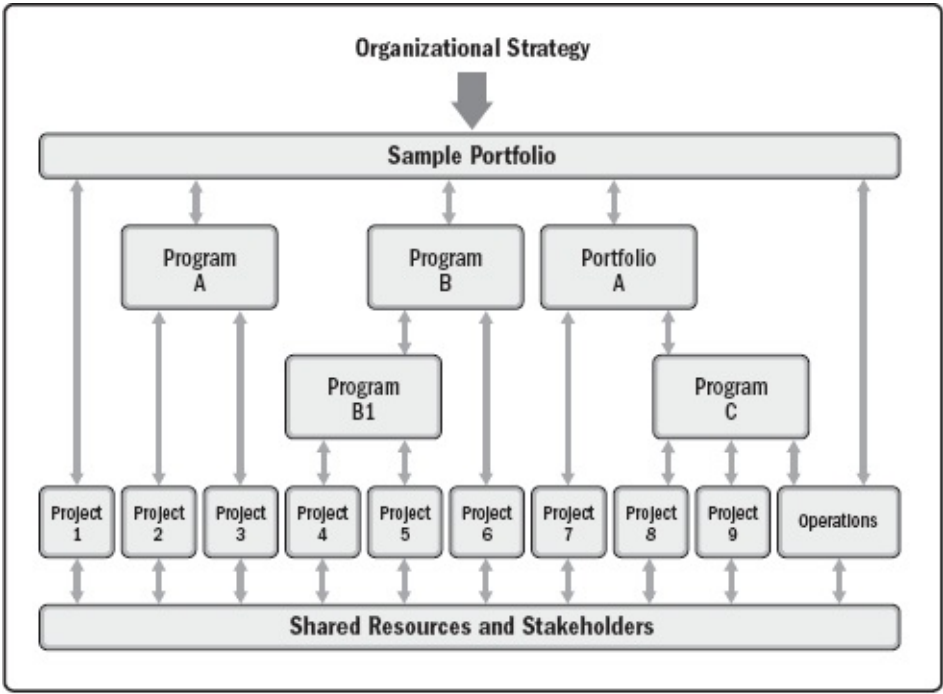 Organizational Strategy
Sample Portfolio
Program
A
Program
B
Portfolio
A
Program
B1
Program
C
Project
1
Project
2
Project
3
Project
4
Project
5
Project
6
Project
7
Project
8
Project
9
Operations
Shared Resources and Stakeholders